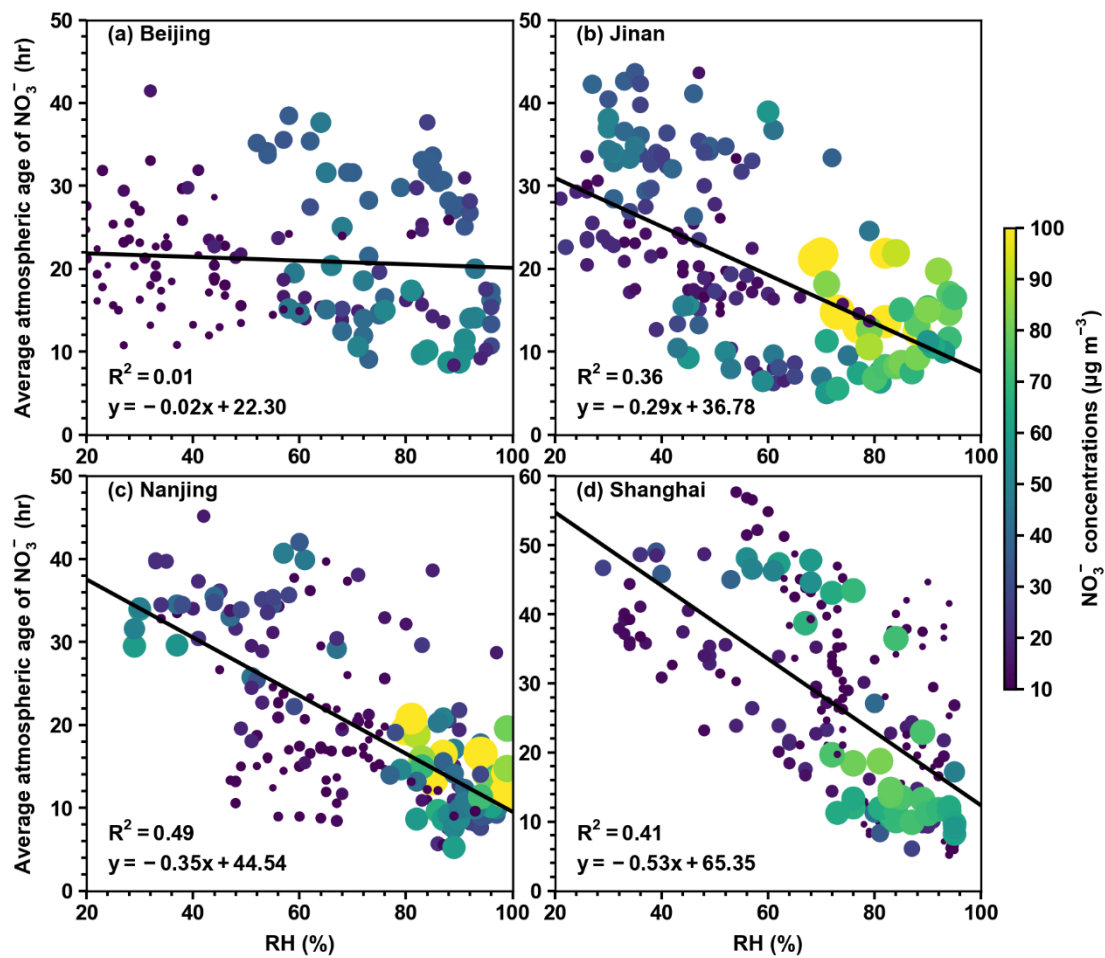 (a) Beijing
(b) Jinan
50
40
30
20
10
0
50
40
30
20
10
0
Average atmospheric age of NO₃⁻ (hr)
R² = 0.01
y = −0.02x + 22.30
R² = 0.36
y = −0.29x + 36.78
20 40 60 80 100
20 40 60 80 100
(c) Nanjing
(d) Shanghai
50
40
30
20
10
0
60
50
40
30
20
10
0
Average atmospheric age of NO₃⁻ (hr)
R² = 0.49
y = −0.35x + 44.54
R² = 0.41
y = −0.53x + 65.35
20 40 60 80 100
20 40 60 80 100
RH (%)
RH (%)
100
90
80
70
60
50
40
30
20
10
NO₃⁻ concentrations (μg m⁻³)